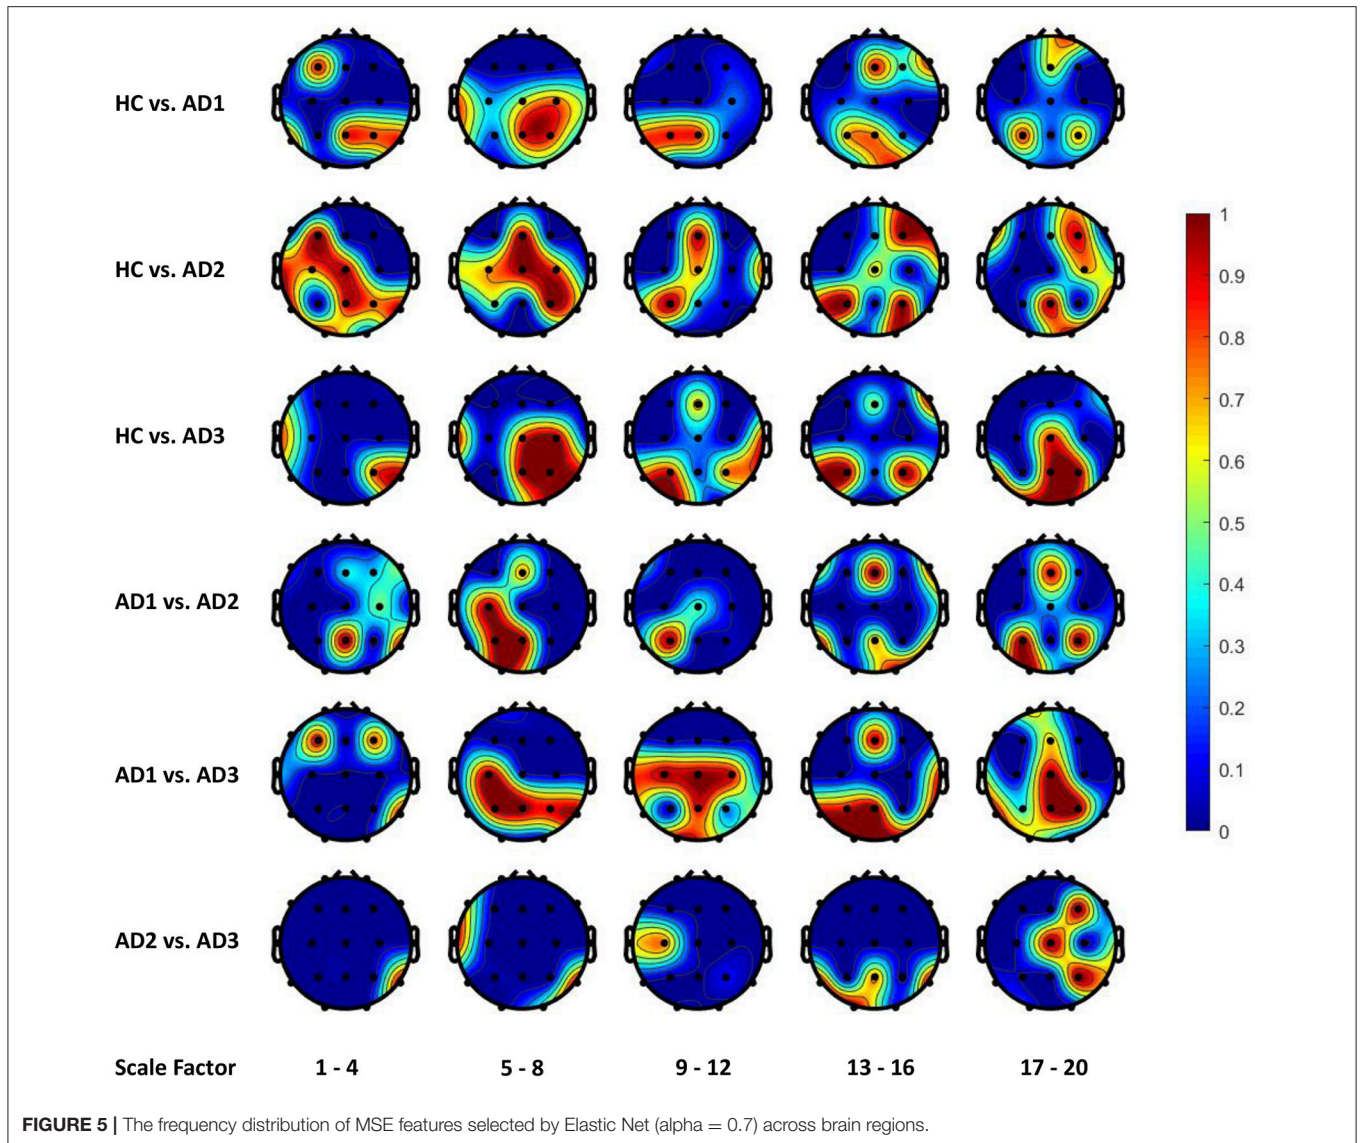 HC vs. AD1
HC vs. AD2
HC vs. AD3
AD1 vs. AD2
AD1 vs. AD3
AD2 vs. AD3
1
0.9
0.8
0.7
0.6
0.5
0.4
0.3
0.2
0.1
0
Scale Factor 1 - 4 5 - 8 9 - 12 13 - 16 17 - 20
FIGURE 5 | The frequency distribution of MSE features selected by Elastic Net (alpha = 0.7) across brain regions.